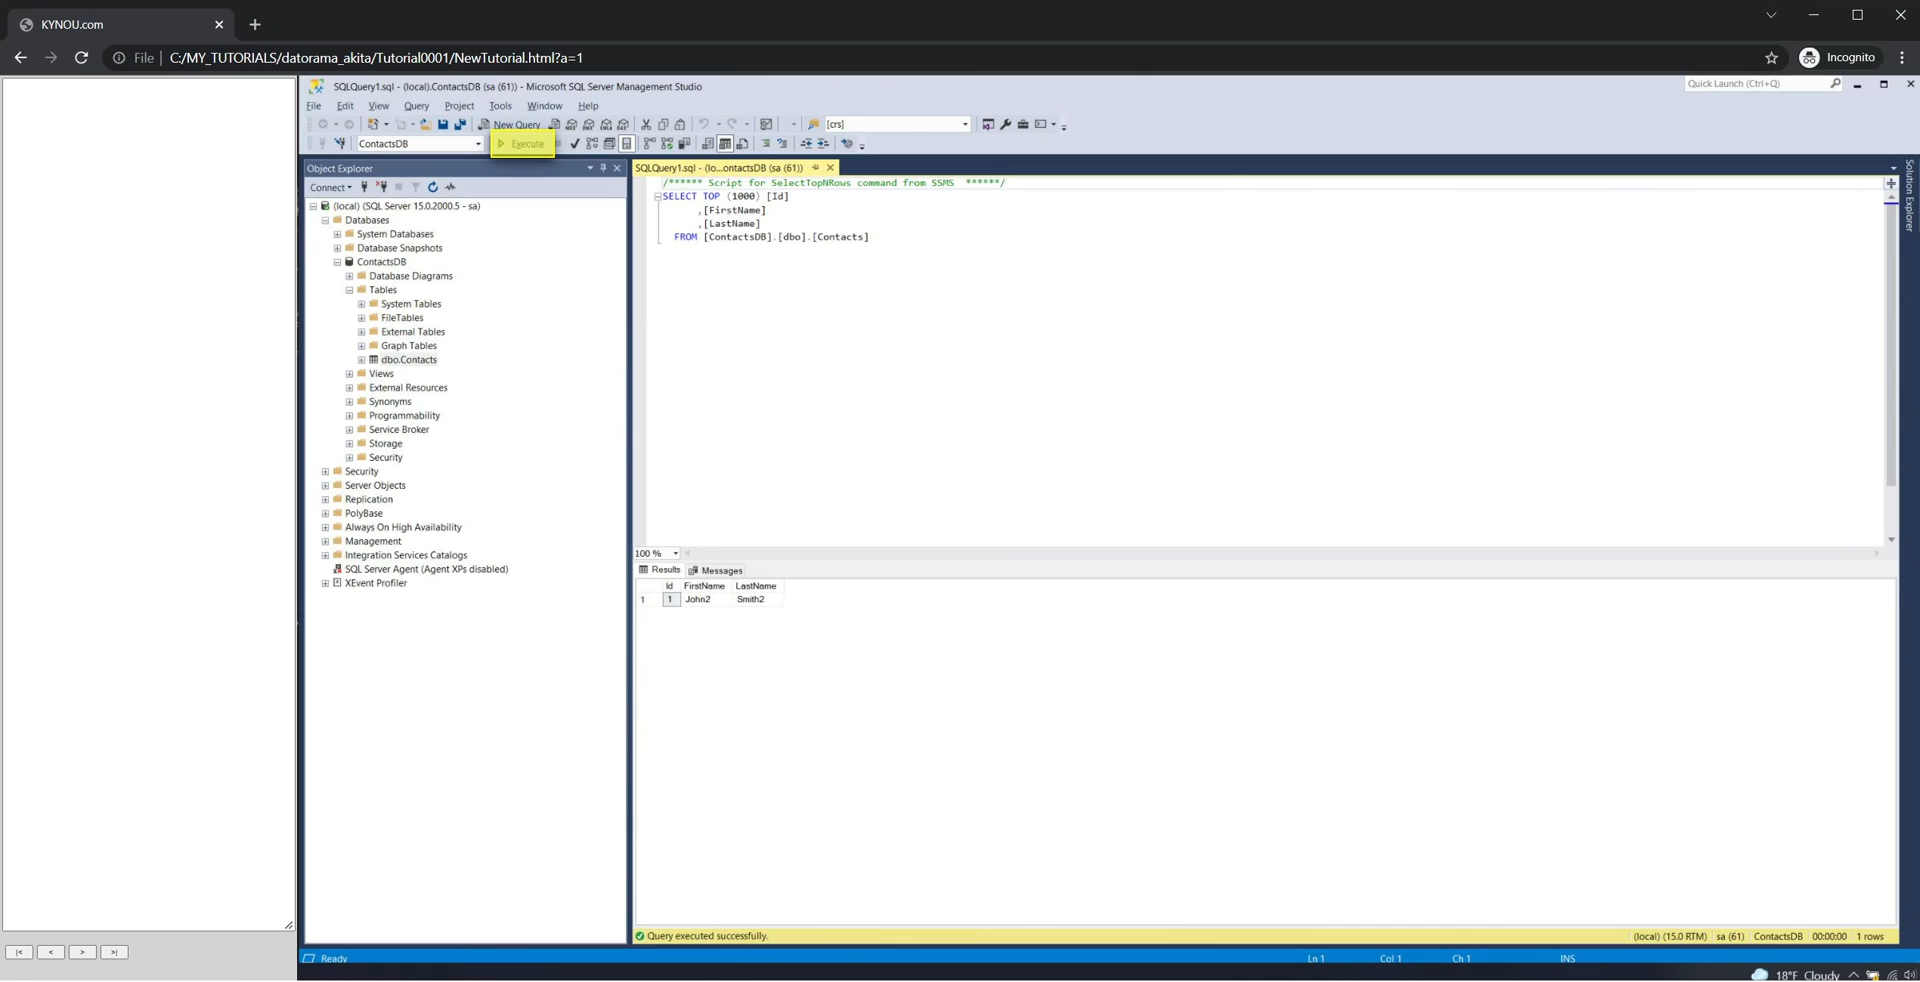 KYNOU.com
File C:/MY_TUTORIALS/datorama_akita/Tutorial0001/NewTutorial.html?a=1
Incognito
SQLQuery1.sql - (local).ContactsDB (sa (61)) - Microsoft SQL Server Management Studio
Quick Launch (Ctrl+Q)
File Edit View Query Project Tools Window Help
New Query
[crs]
ContactsDB
Execute
Object Explorer
Connect
(local) (SQL Server 15.0.2000.5 - sa)
Databases
System Databases
Database Snapshots
ContactsDB
Database Diagrams
Tables
System Tables
FileTables
External Tables
Graph Tables
dbo.Contacts
Views
External Resources
Synonyms
Programmability
Service Broker
Storage
Security
Security
Server Objects
Replication
PolyBase
Always On High Availability
Management
Integration Services Catalogs
SQL Server Agent (Agent XPs disabled)
XEvent Profiler
SQLQuery1.sql - (lo...ontactsDB (sa (61))
/****** Script for SelectTopNRows command from SSMS ******/
SELECT TOP (1000) [Id]
,[FirstName]
,[LastName]
FROM [ContactsDB].[dbo].[Contacts]
Solution Explorer
100 %
Results Messages
Id FirstName LastName
1 1 John2 Smith2
Query executed successfully.
(local) (15.0 RTM) sa (61) ContactsDB 00:00:00 1 rows
|< < > >|
Ready
Ln 1 Col 1 Ch 1 INS
18°F Cloudy